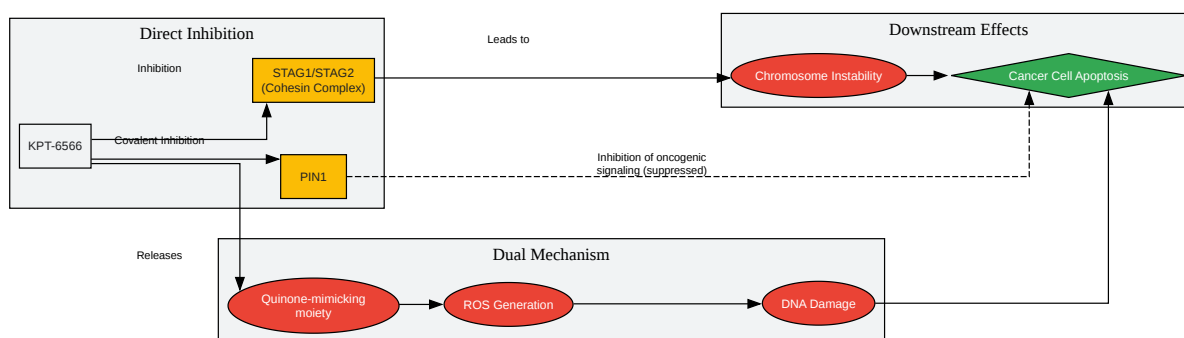 Direct Inhibition
Inhibition
STAG1/STAG2
(Cohesin Complex)
KPT-6566
Covalent Inhibition
PIN1
Leads to
Downstream Effects
Chromosome Instability
Cancer Cell Apoptosis
Inhibition of oncogenic
signaling (suppressed)
Releases
Dual Mechanism
Quinone-mimicking
moiety
ROS Generation
DNA Damage